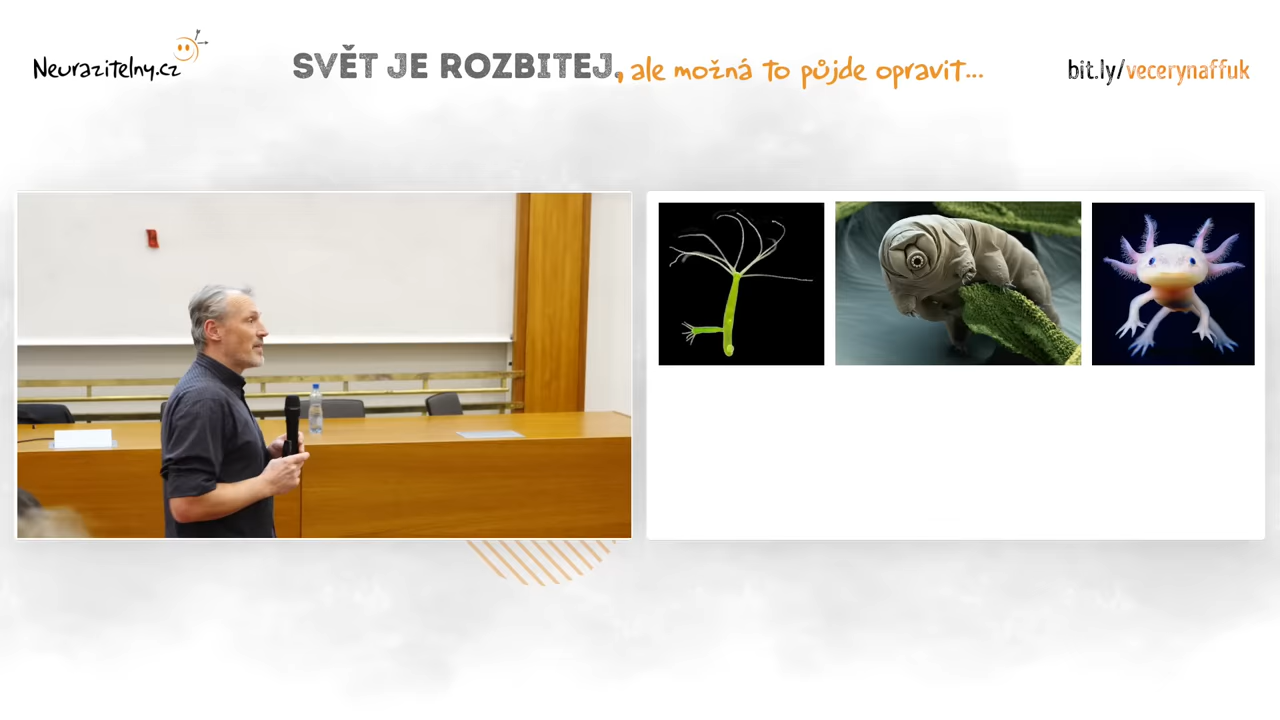 Neurazitelny.cz
SVĚT JE ROZBITEJ, ale možná to půjde opravit...
bit.ly/vecerynaffuk